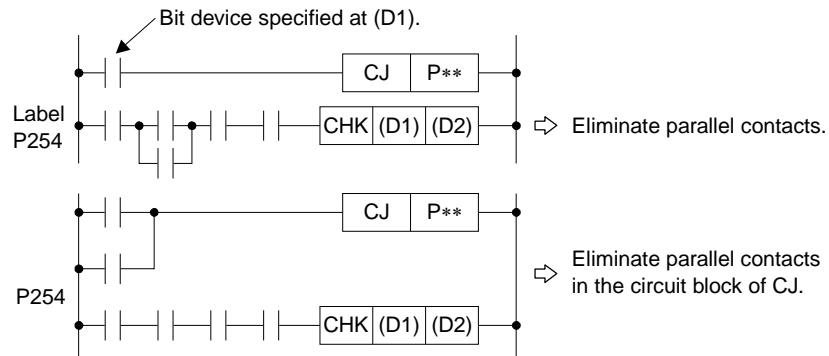 Bit device specified at (D1).
CJ P**
Label
P254
CHK (D1) (D2)
Eliminate parallel contacts.
CJ P**
P254
Eliminate parallel contacts
in the circuit block of CJ.
CHK (D1) (D2)